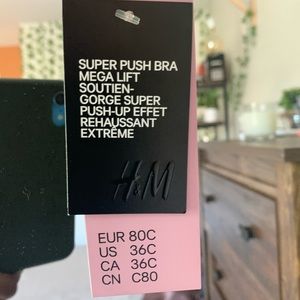 SUPER PUSH BRA
MEGA LIFT
SOUTIEN-
GORGE SUPER
PUSH-UP EFFET
REHAUSSANT
EXTRÊME
H&M
EUR 80C
US 36C
CA 36C
CN C80